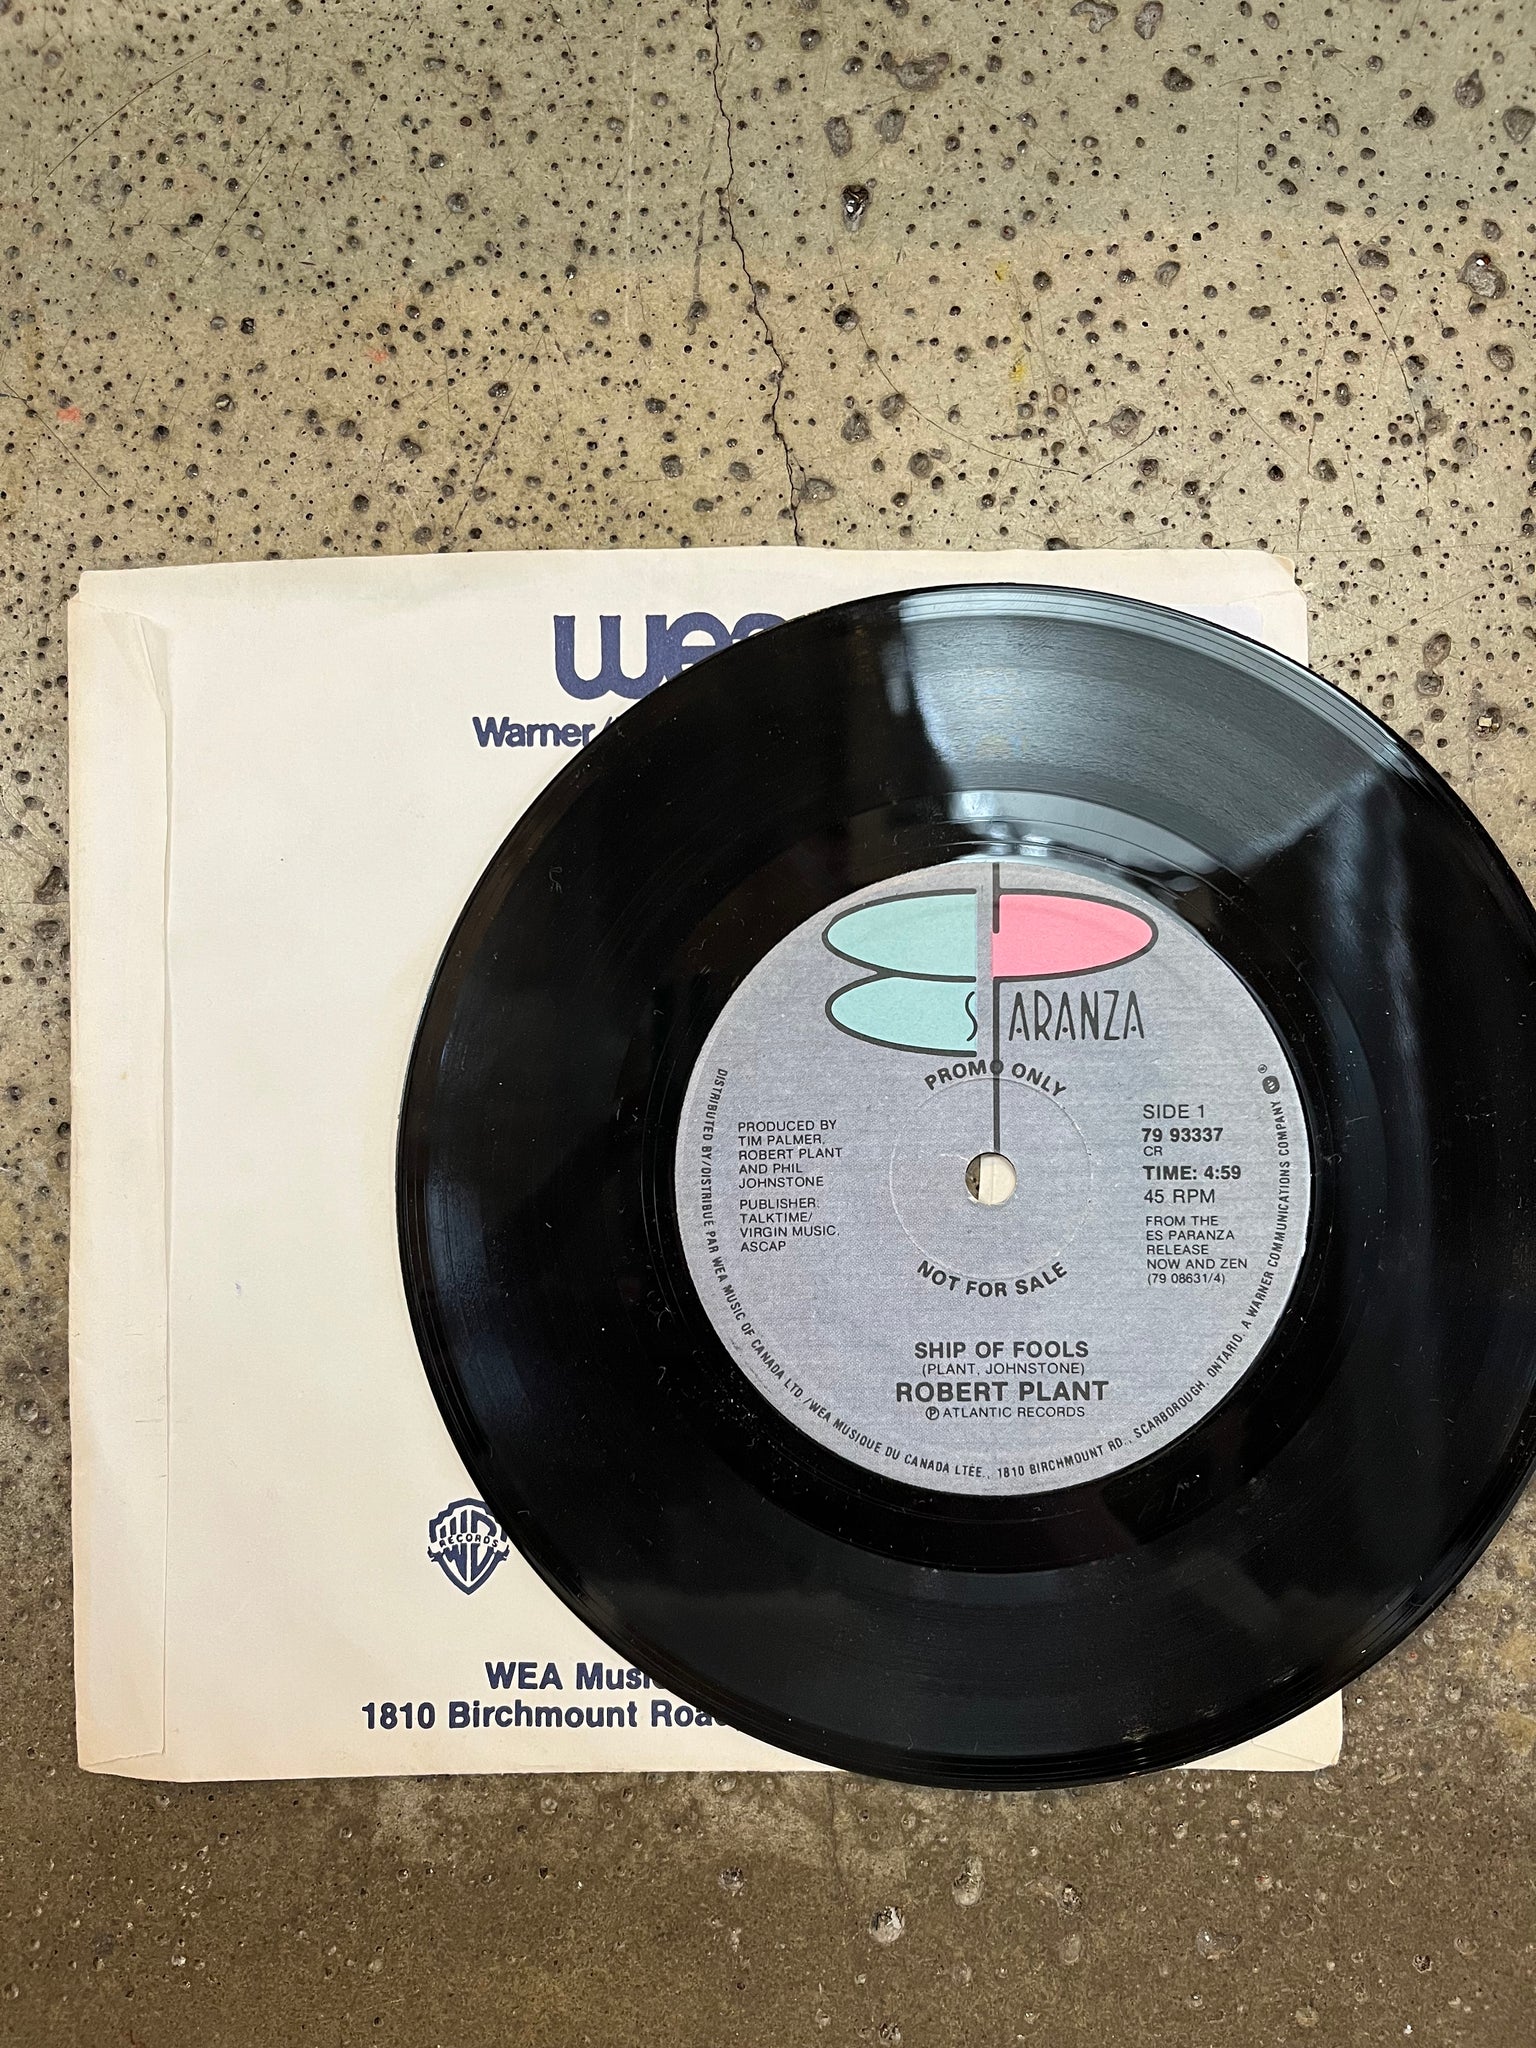 wea
Warner/
ES PARANZA
PROMO ONLY
PRODUCED BY
TIM PALMER,
ROBERT PLANT
AND PHIL
JOHNSTONE
PUBLISHER:
TALKTIME/
VIRGIN MUSIC,
ASCAP
SIDE 1
79 93337
CR
TIME: 4:59
45 RPM
FROM THE
ES PARANZA
RELEASE
NOW AND ZEN
(79 08631/4)
NOT FOR SALE
SHIP OF FOOLS
(PLANT, JOHNSTONE)
ROBERT PLANT
Ⓟ ATLANTIC RECORDS
DISTRIBUTED BY/DISTRIBUÉ PAR WEA MUSIC OF CANADA LTD./WEA MUSIQUE DU CANADA LTÉE., 1810 BIRCHMOUNT RD., SCARBOROUGH, ONTARIO. A WARNER COMMUNICATIONS COMPANY ®
WB
RECORDS
WEA Music
1810 Birchmount Road,